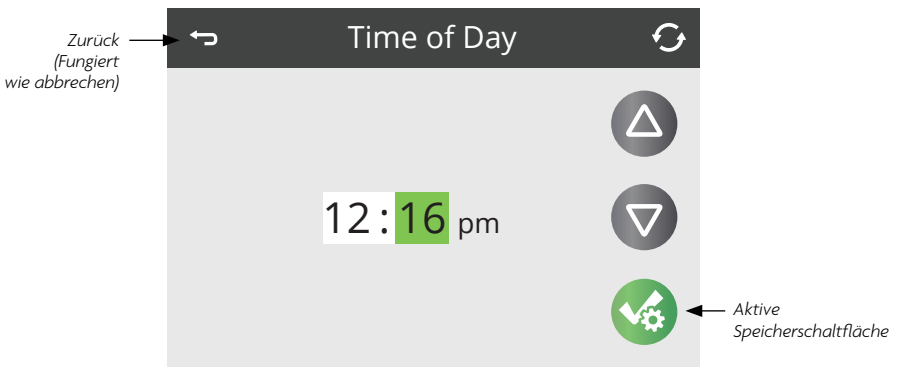 Time of Day
Zurück
(Fungiert
wie abbrechen)
12:16 pm
Aktive
Speicherschaltfläche